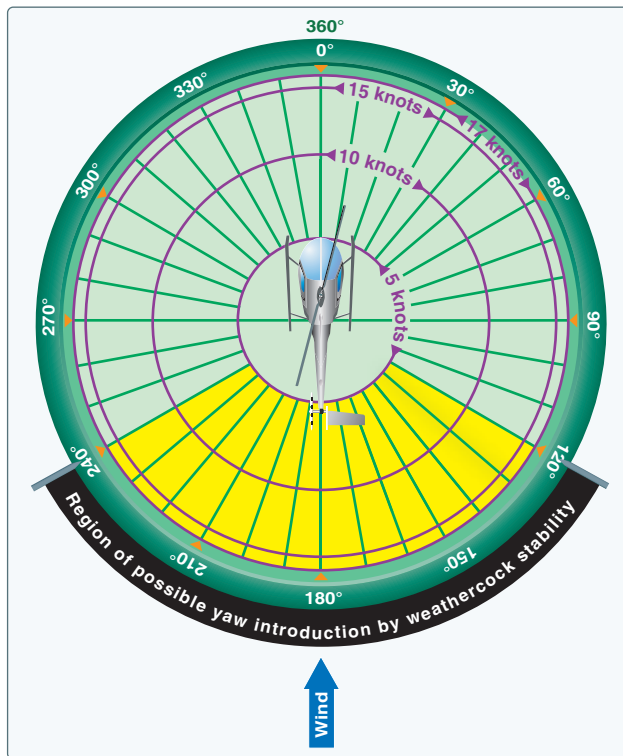 360°
0°
30°
60°
90°
120°
150°
180°
210°
240°
270°
300°
330°
15 knots
17 knots
10 knots
5 knots
Region of possible yaw introduction by weathercock stability
Wind